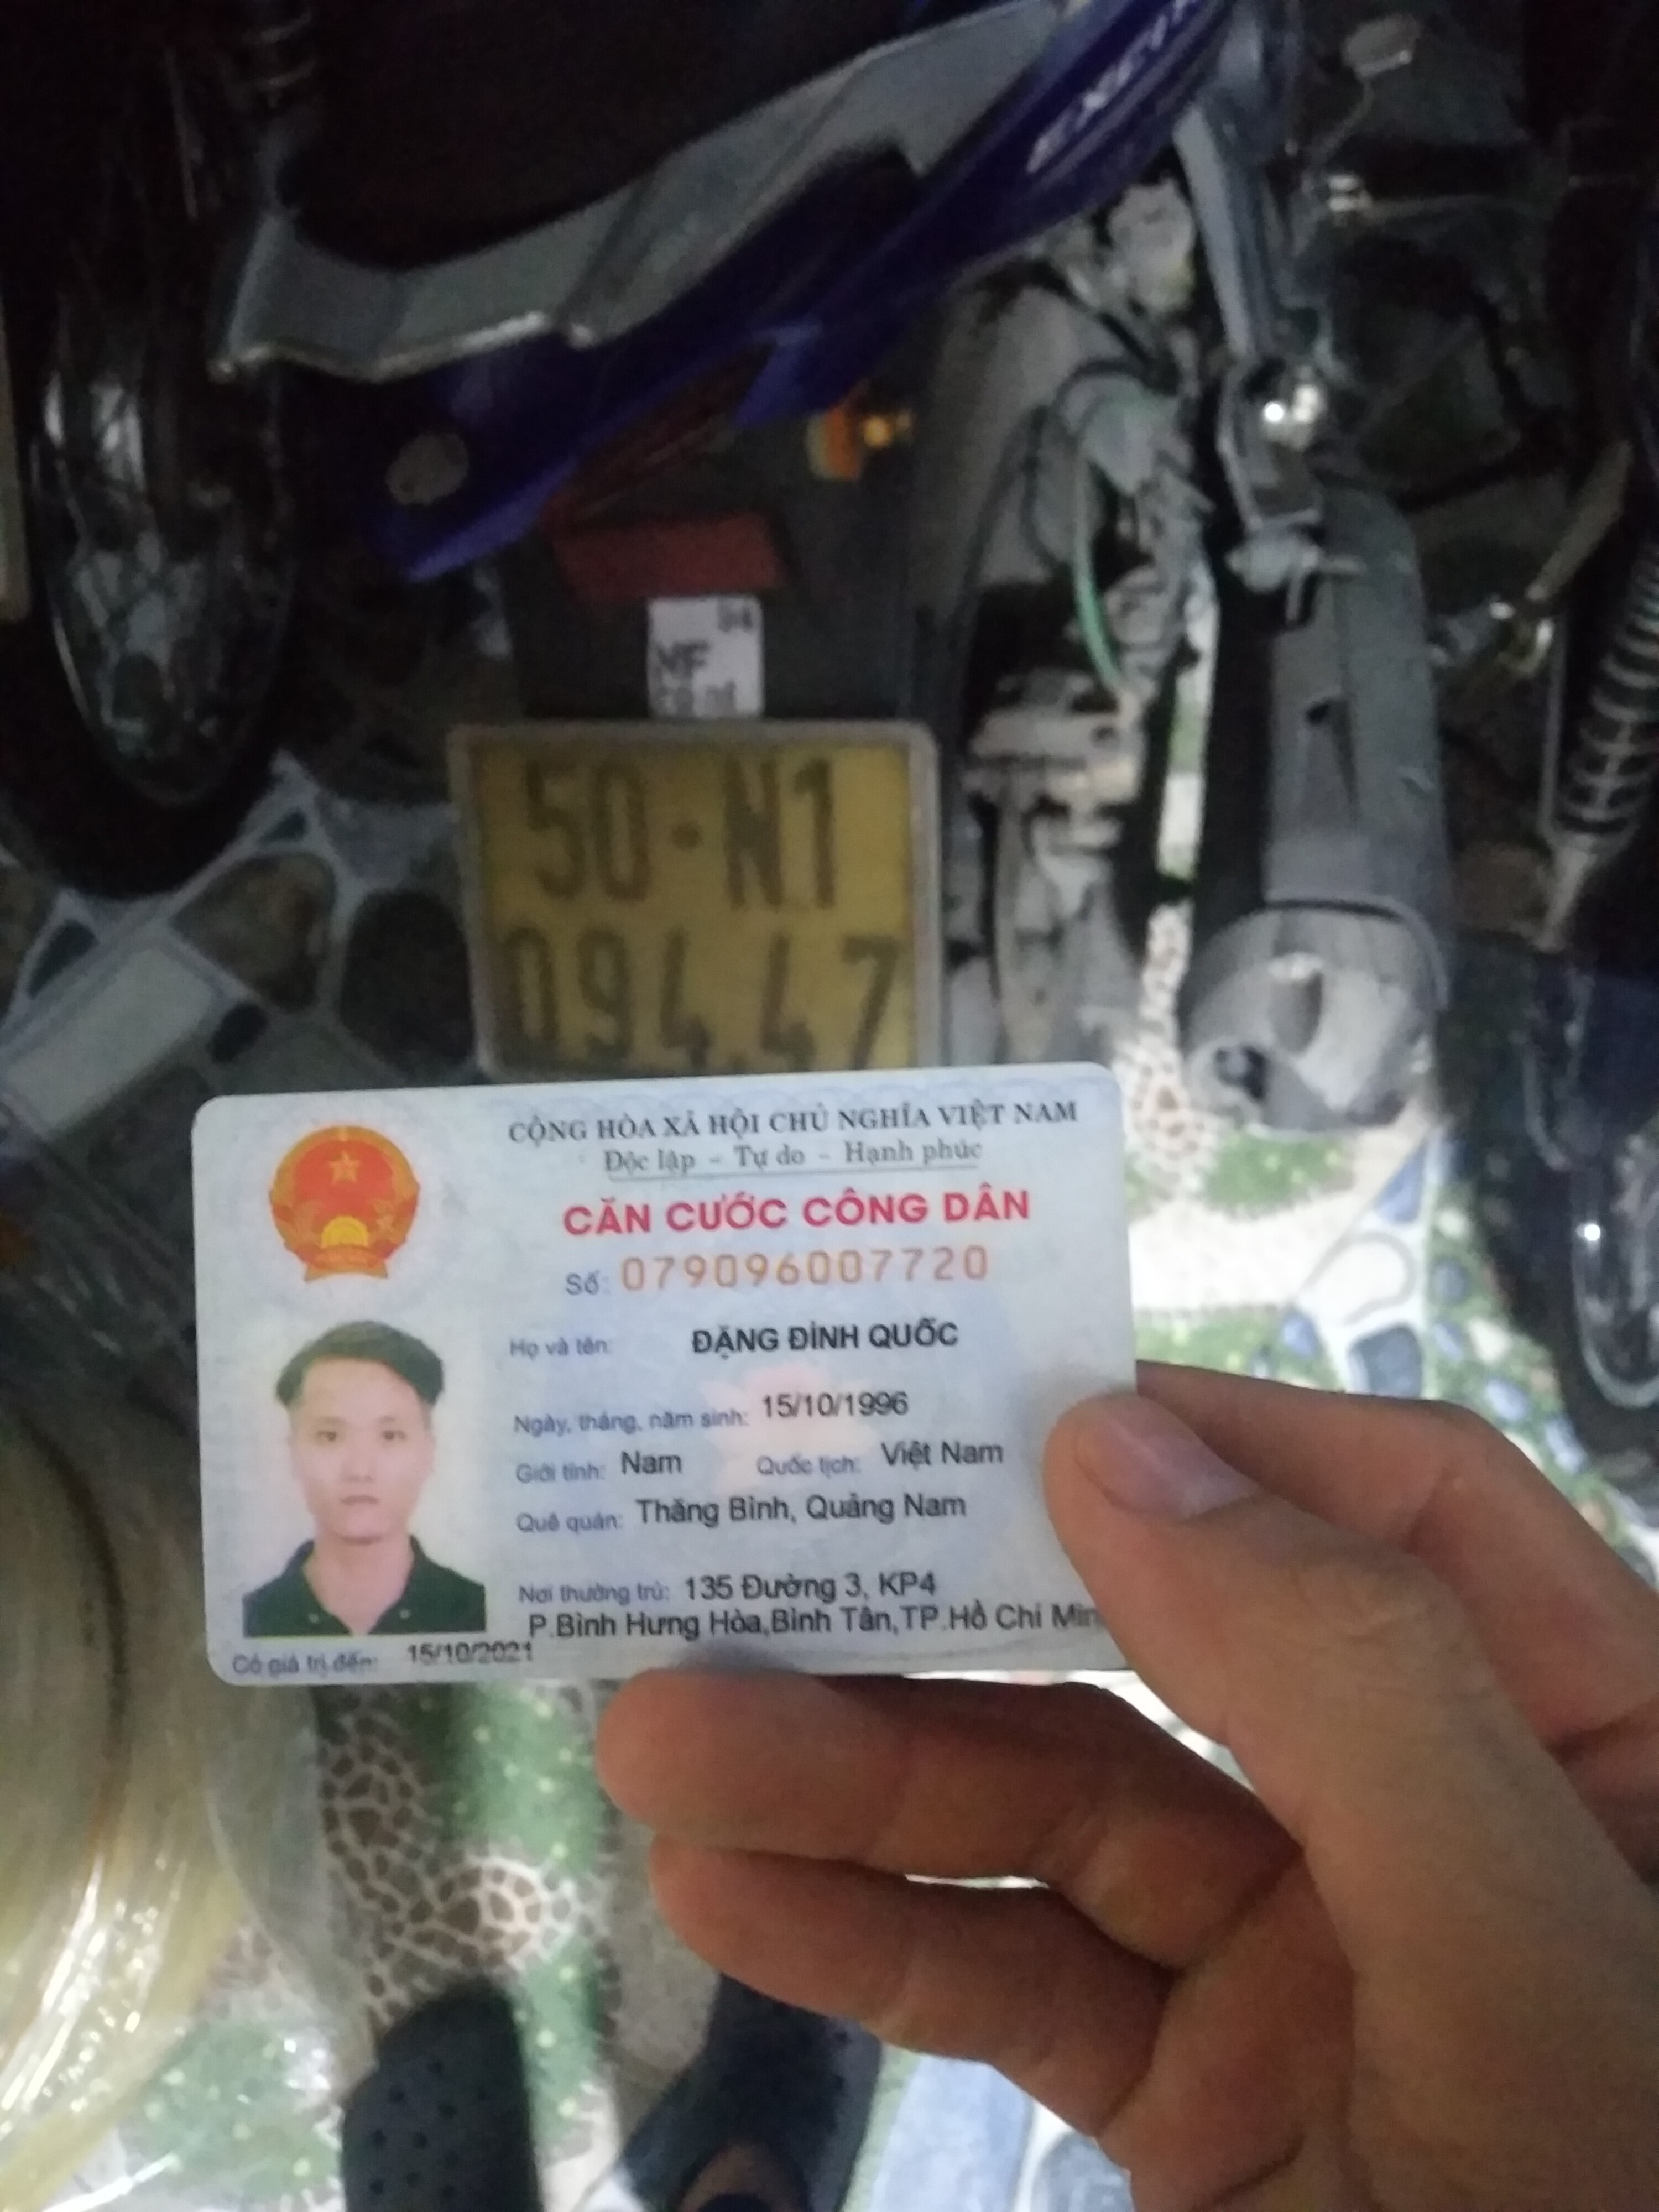 EXCITER
50-N1
094.47
CỘNG HÒA XÃ HỘI CHỦ NGHĨA VIỆT NAM
Độc lập - Tự do - Hạnh phúc
CĂN CƯỚC CÔNG DÂN
Số: 079096007720
Họ và tên: ĐẶNG ĐÌNH QUỐC
Ngày, tháng, năm sinh: 15/10/1996
Giới tính: Nam Quốc tịch: Việt Nam
Quê quán: Thăng Bình, Quảng Nam
Nơi thường trú: 135 Đường 3, KP4
P.Bình Hưng Hòa,Bình Tân,TP.Hồ Chí Min
Có giá trị đến: 15/10/2021